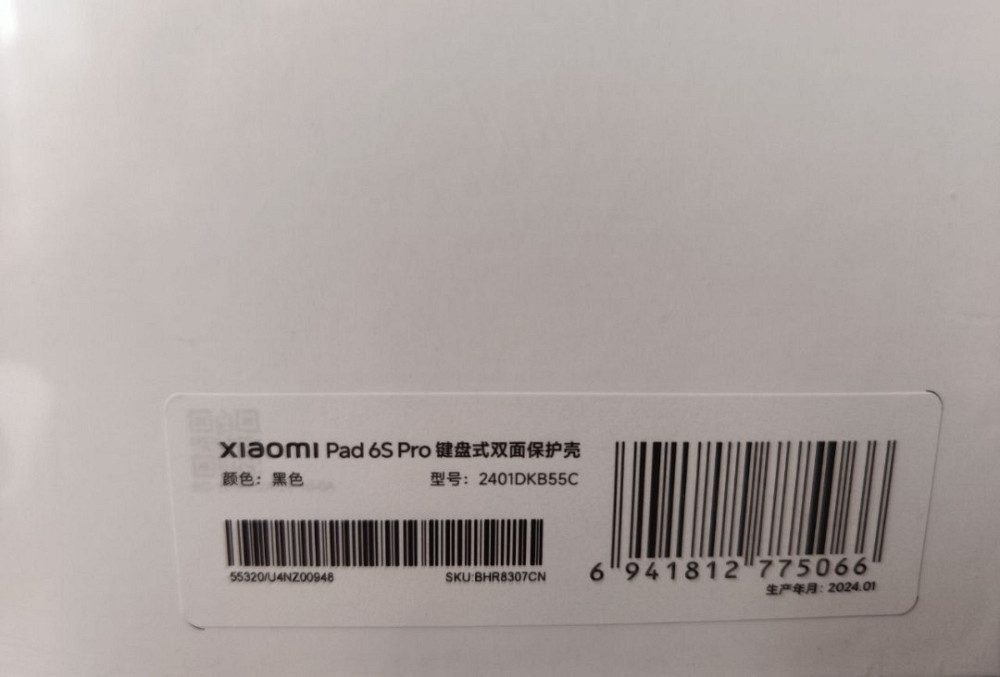 xiaomi Pad 6S Pro 键盘式双面保护壳
颜色：黑色 型号：2401DKB55C
55320/U4NZ00948 SKU:BHR8307CN
6 941812 775066
生产年月：2024.01